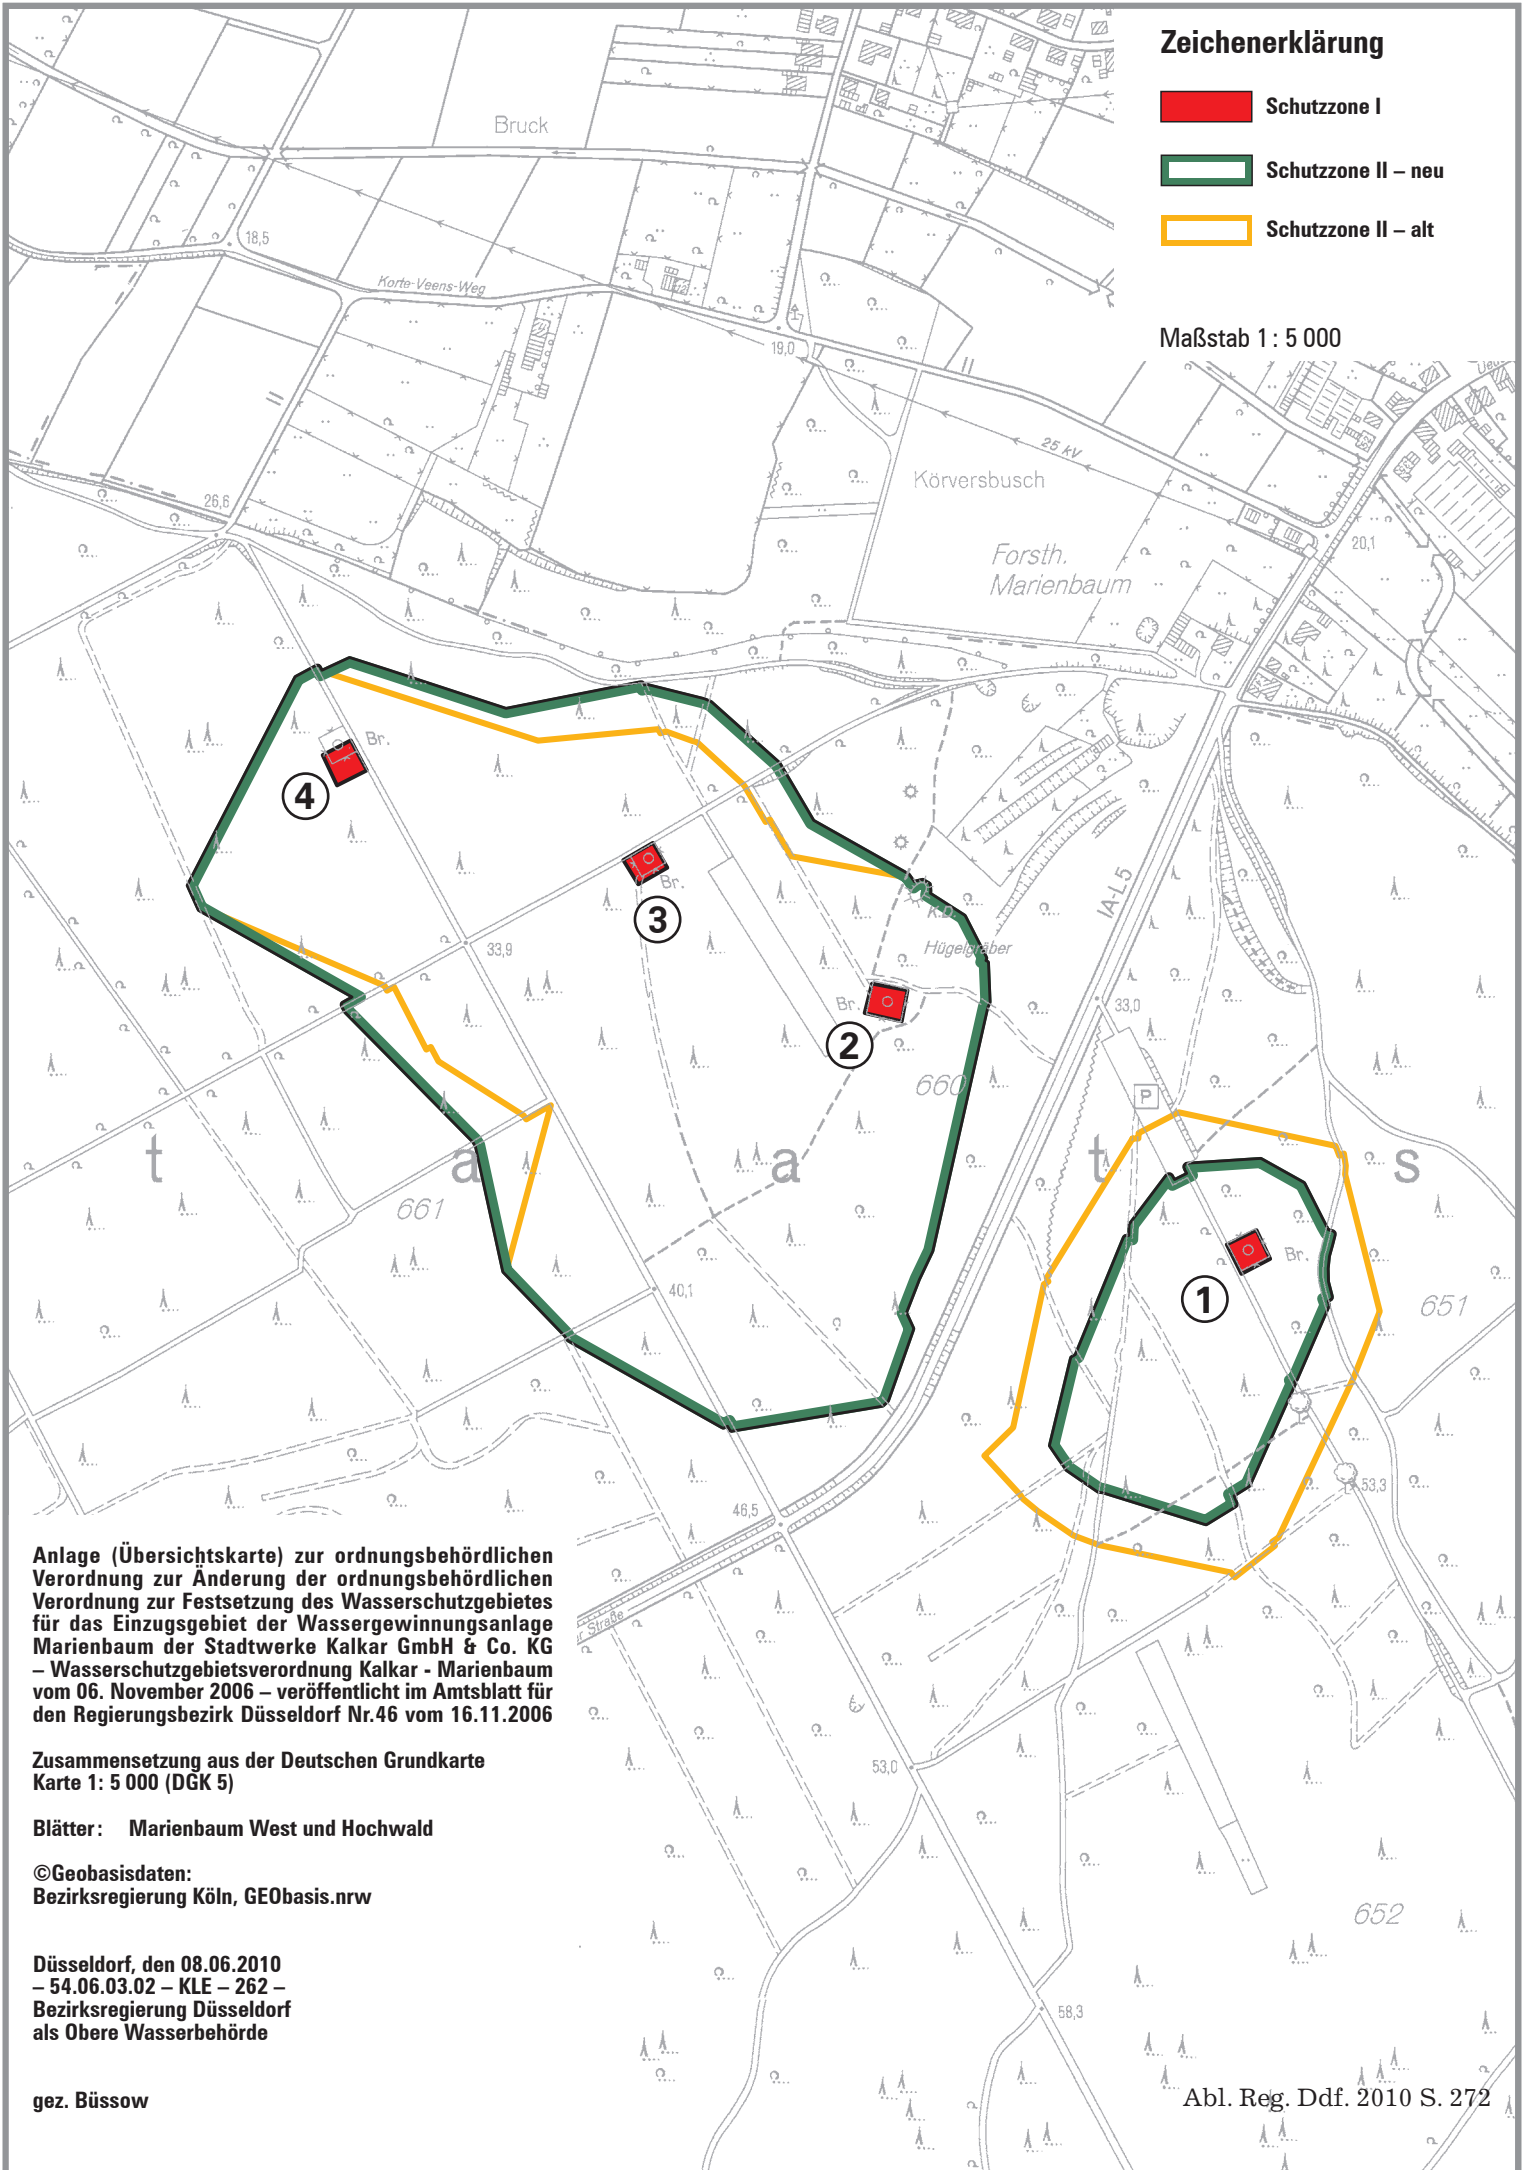 Zeichenerklärung
Schutzzone I
Schutzzone II – neu
Schutzzone II – alt
Maßstab 1 : 5 000
Bruck
18,5
Korte-Veens-Weg
19,0
25 kV
Körversbusch
26,6
20,1
Forsth.
Marienbaum
Br.
4
Br.
3
IA-L5
K.D.
Hügelgräber
33,9
Br.
33,0
2
660
P
t a a t s
661
Br.
40,1
1
651
46,5
53,3
er Straße
53,0
652
58,3
Anlage (Übersichtskarte) zur ordnungsbehördlichen
Verordnung zur Änderung der ordnungsbehördlichen
Verordnung zur Festsetzung des Wasserschutzgebietes
für das Einzugsgebiet der Wassergewinnungsanlage
Marienbaum der Stadtwerke Kalkar GmbH & Co. KG
– Wasserschutzgebietsverordnung Kalkar - Marienbaum
vom 06. November 2006 – veröffentlicht im Amtsblatt für
den Regierungsbezirk Düsseldorf Nr.46 vom 16.11.2006
Zusammensetzung aus der Deutschen Grundkarte
Karte 1: 5 000 (DGK 5)
Blätter: Marienbaum West und Hochwald
©Geobasisdaten:
Bezirksregierung Köln, GEObasis.nrw
Düsseldorf, den 08.06.2010
– 54.06.03.02 – KLE – 262 –
Bezirksregierung Düsseldorf
als Obere Wasserbehörde
gez. Büssow
Abl. Reg. Ddf. 2010 S. 272